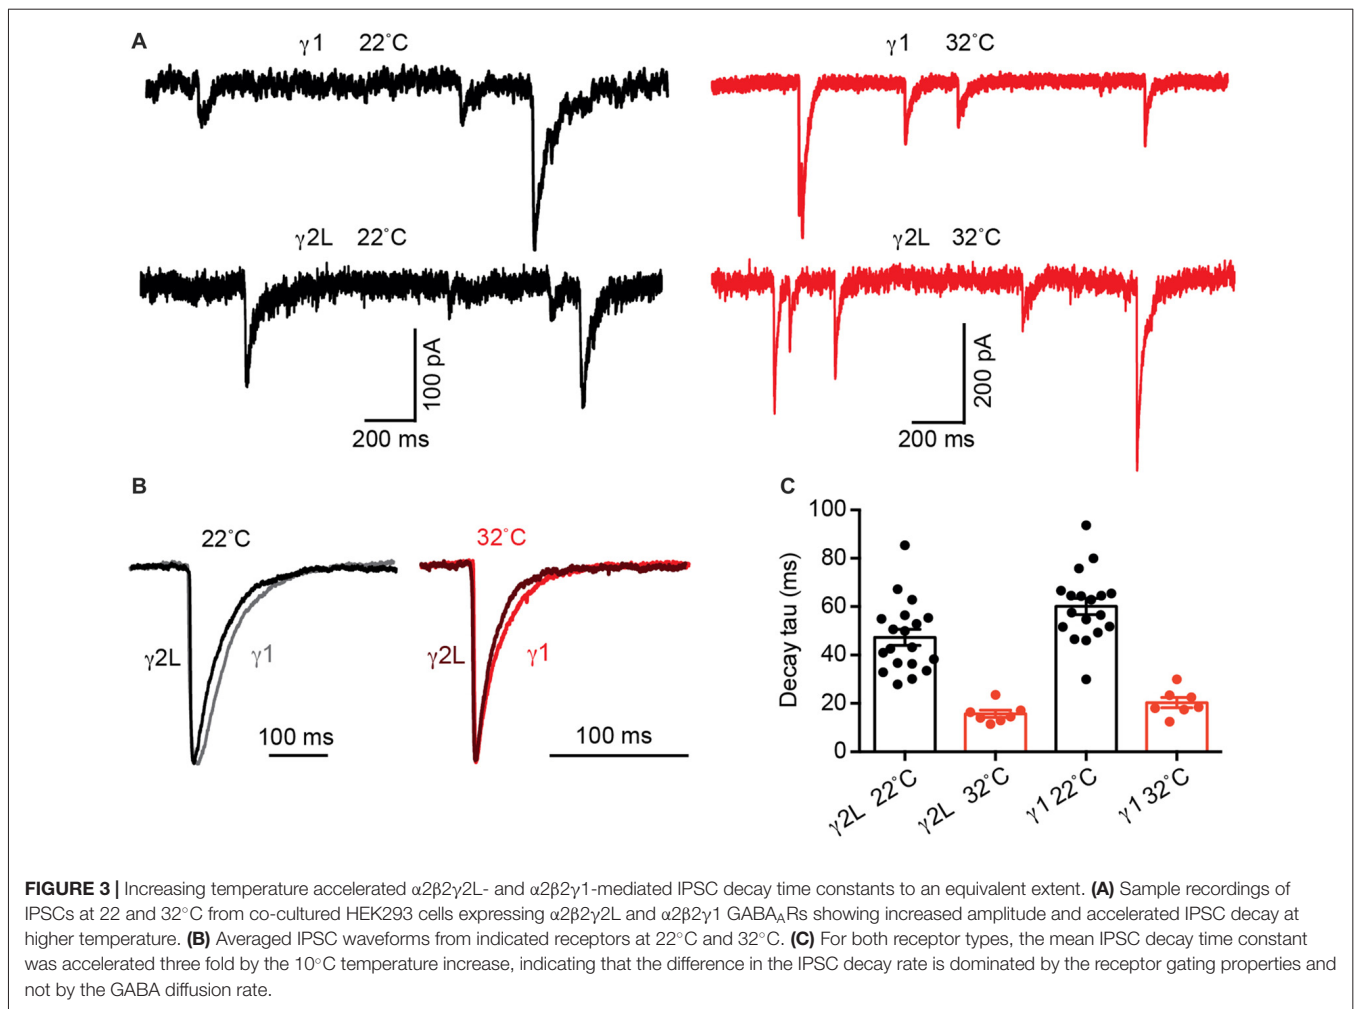 A
γ1 22°C
γ1 32°C
γ2L 22°C
γ2L 32°C
100 pA
200 ms
200 pA
200 ms
B
22°C
32°C
γ2L
γ1
γ2L
γ1
100 ms
100 ms
C
Decay tau (ms)
100
80
60
40
20
0
γ2L 22°C
γ2L 32°C
γ1 22°C
γ1 32°C
FIGURE 3 | Increasing temperature accelerated α2β2γ2L- and α2β2γ1-mediated IPSC decay time constants to an equivalent extent. (A) Sample recordings of
IPSCs at 22 and 32°C from co-cultured HEK293 cells expressing α2β2γ2L and α2β2γ1 GABAARs showing increased amplitude and accelerated IPSC decay at
higher temperature. (B) Averaged IPSC waveforms from indicated receptors at 22°C and 32°C. (C) For both receptor types, the mean IPSC decay time constant
was accelerated three fold by the 10°C temperature increase, indicating that the difference in the IPSC decay rate is dominated by the receptor gating properties and
not by the GABA diffusion rate.